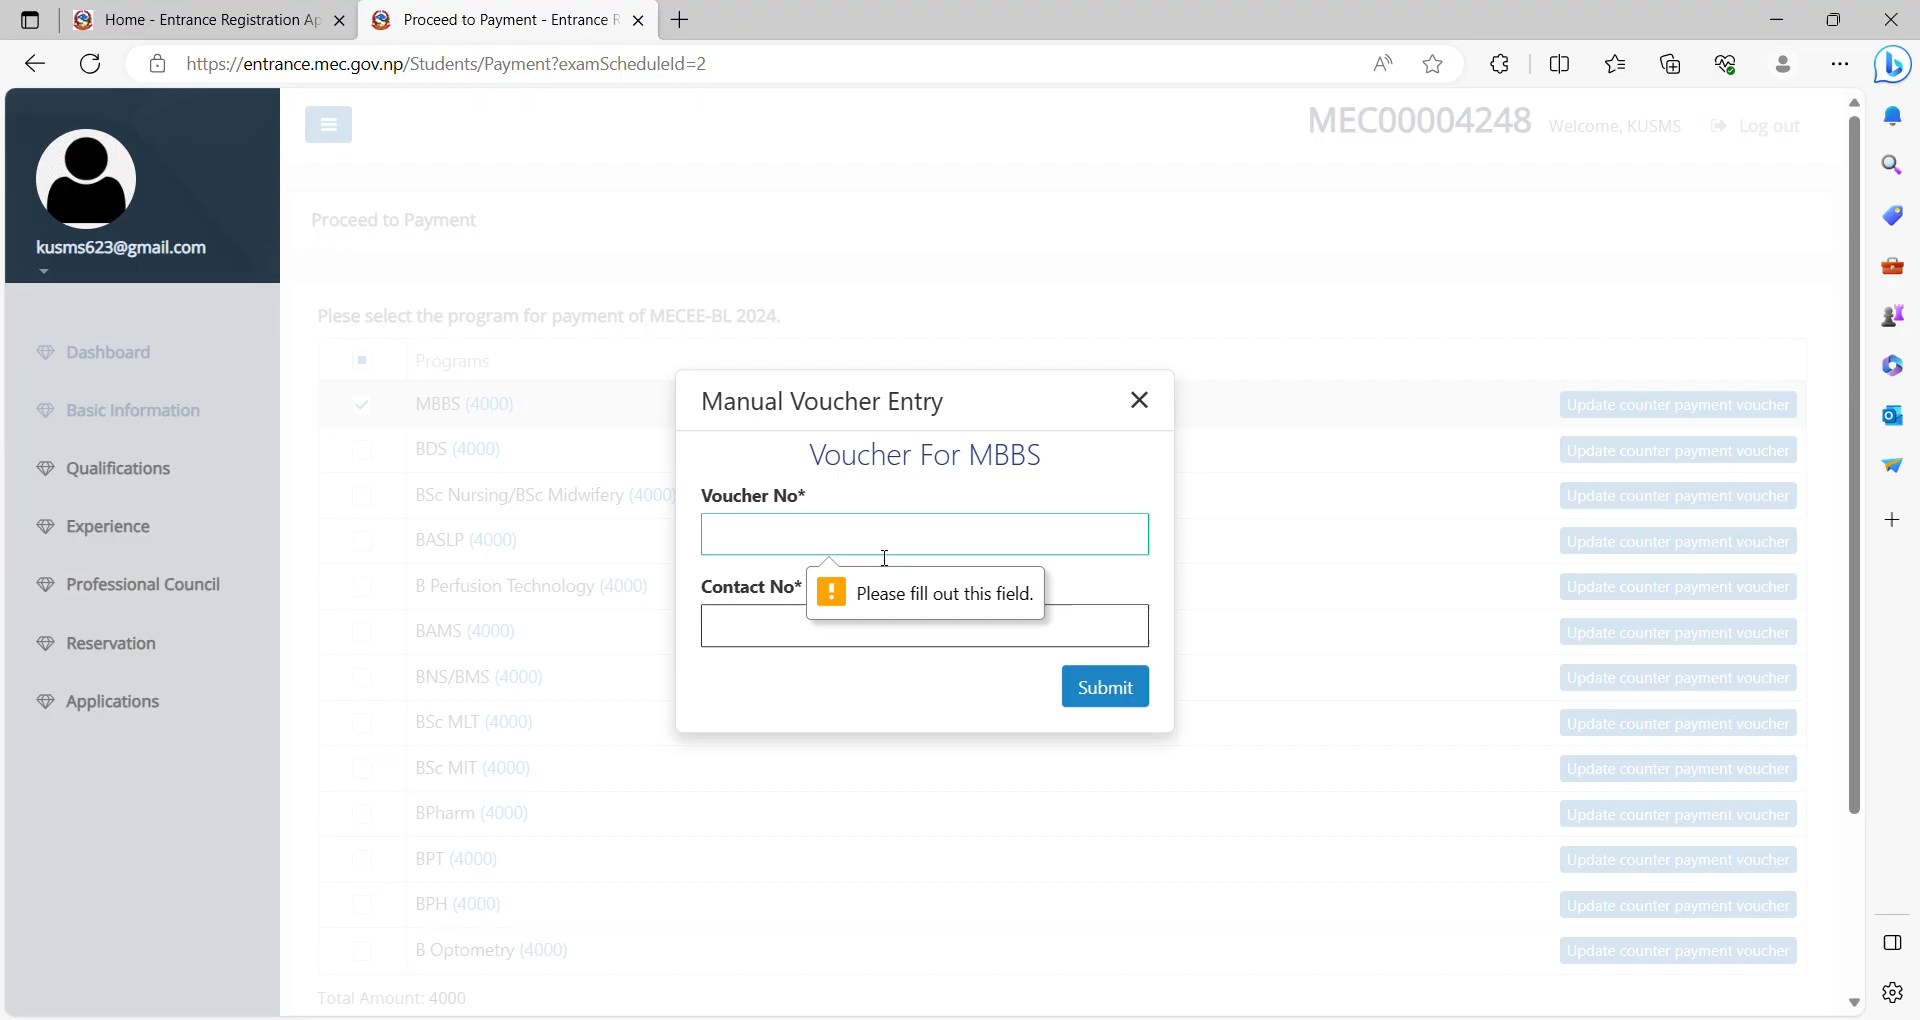 Home - Entrance Registration Ap
Proceed to Payment - Entrance R
https://entrance.mec.gov.np/Students/Payment?examScheduleId=2
MEC00004248 Welcome, KUSMS Log out
kusms623@gmail.com
Dashboard
Basic Information
Qualifications
Experience
Professional Council
Reservation
Applications
Proceed to Payment
Plese select the program for payment of MECEE-BL 2024.
Programs
MBBS (4000) Update counter payment voucher
BDS (4000) Update counter payment voucher
BSc Nursing/BSc Midwifery (4000) Update counter payment voucher
BASLP (4000) Update counter payment voucher
B Perfusion Technology (4000) Update counter payment voucher
BAMS (4000) Update counter payment voucher
BNS/BMS (4000) Update counter payment voucher
BSc MLT (4000) Update counter payment voucher
BSc MIT (4000) Update counter payment voucher
BPharm (4000) Update counter payment voucher
BPT (4000) Update counter payment voucher
BPH (4000) Update counter payment voucher
B Optometry (4000) Update counter payment voucher
Total Amount: 4000
Manual Voucher Entry
Voucher For MBBS
Voucher No*
Contact No*
Please fill out this field.
Submit